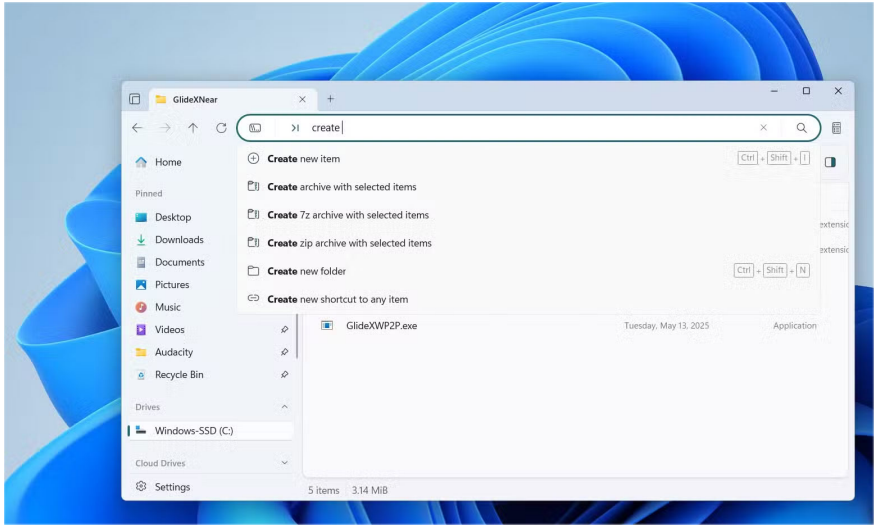 GlideXNear
create
Home
Create new item Ctrl + Shift + I
Create archive with selected items
Pinned
Create 7z archive with selected items
Desktop
Create zip archive with selected items
Downloads
Create new folder Ctrl + Shift + N
Documents
Create new shortcut to any item
Pictures
Music
extensio
extensio
Videos
GlideXWP2P.exe Tuesday, May 13, 2025 Application
Audacity
Recycle Bin
Drives
Windows-SSD (C:)
Cloud Drives
Settings
5 items 3.14 MiB